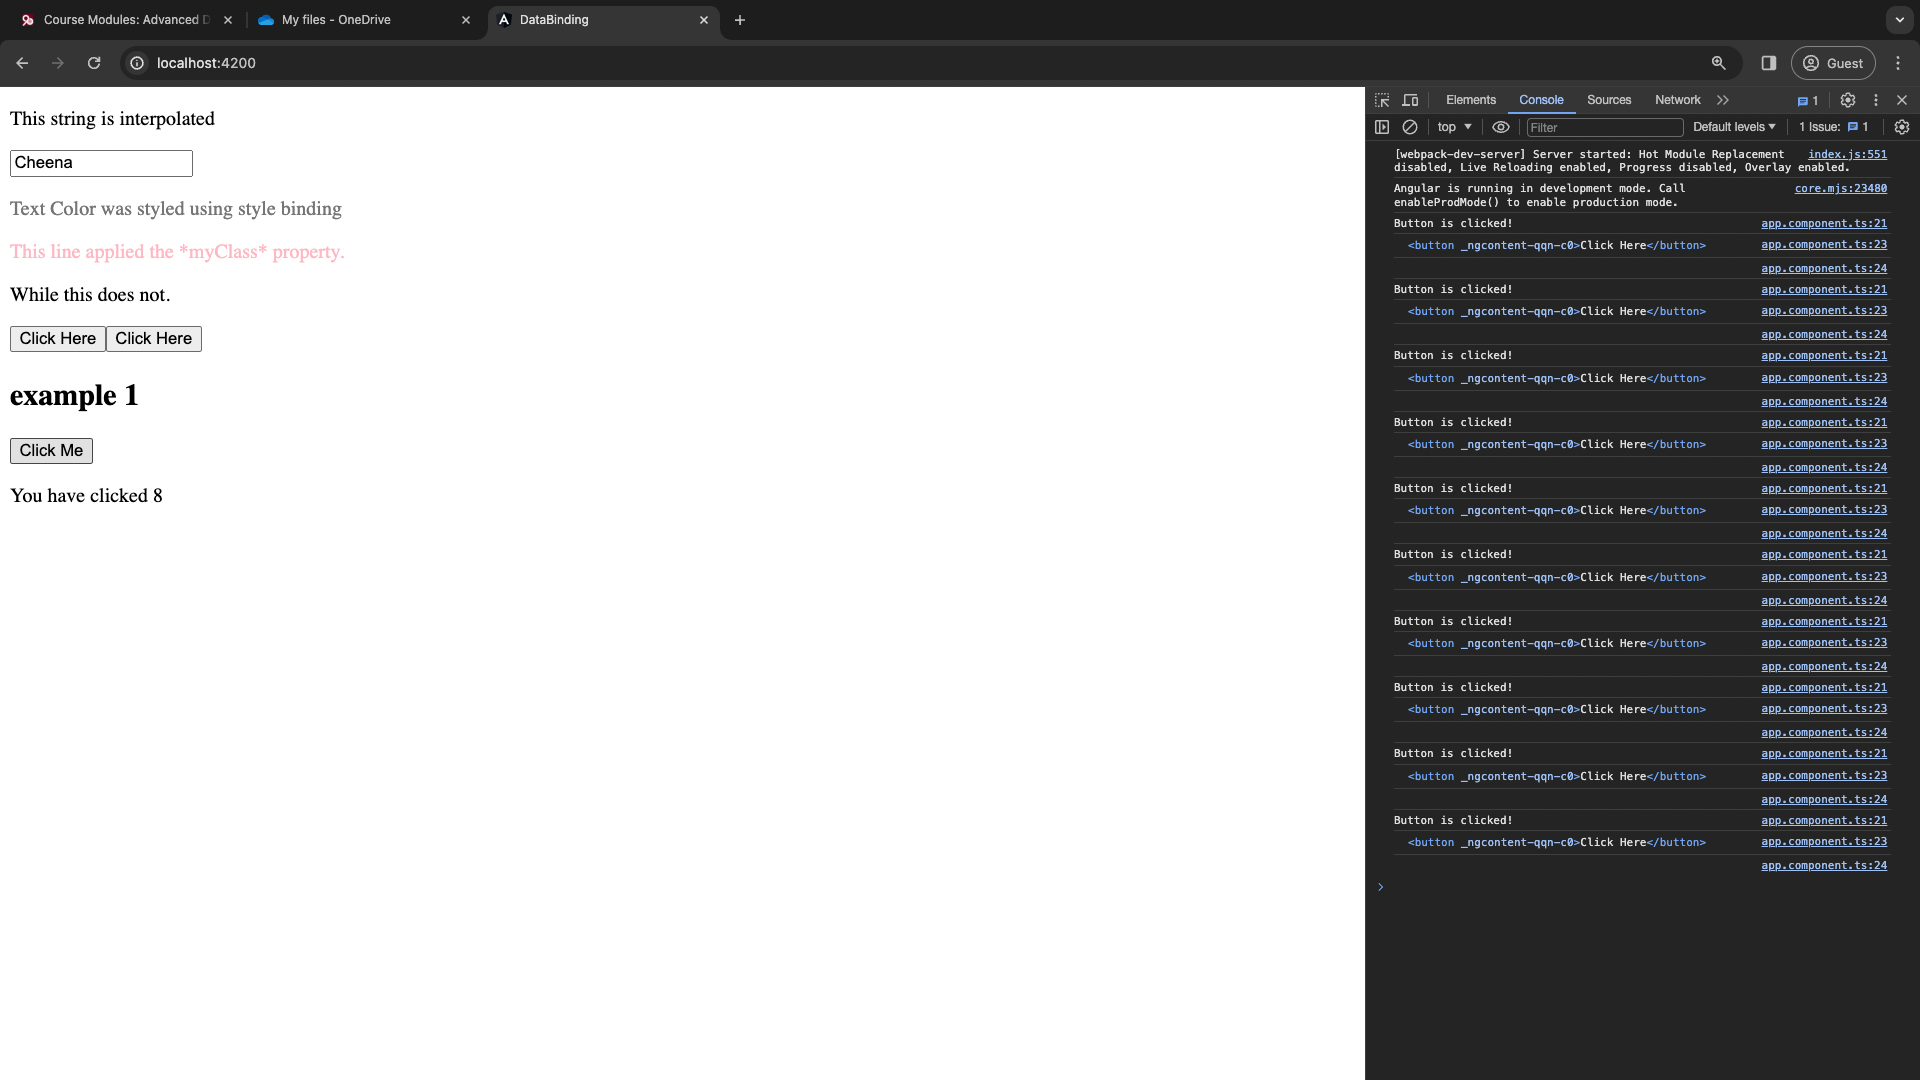 Course Modules: Advanced D
My files - OneDrive
DataBinding
localhost:4200
Guest
This string is interpolated
Cheena
Text Color was styled using style binding
This line applied the *myClass* property.
While this does not.
Click Here Click Here
example 1
Click Me
You have clicked 8
Elements Console Sources Network 1
top Filter Default levels 1 Issue: 1
[webpack-dev-server] Server started: Hot Module Replacement index.js:551
disabled, Live Reloading enabled, Progress disabled, Overlay enabled.
Angular is running in development mode. Call core.mjs:23480
enableProdMode() to enable production mode.
Button is clicked! app.component.ts:21
<button _ngcontent-qqn-c0>Click Here</button> app.component.ts:23
app.component.ts:24
Button is clicked! app.component.ts:21
<button _ngcontent-qqn-c0>Click Here</button> app.component.ts:23
app.component.ts:24
Button is clicked! app.component.ts:21
<button _ngcontent-qqn-c0>Click Here</button> app.component.ts:23
app.component.ts:24
Button is clicked! app.component.ts:21
<button _ngcontent-qqn-c0>Click Here</button> app.component.ts:23
app.component.ts:24
Button is clicked! app.component.ts:21
<button _ngcontent-qqn-c0>Click Here</button> app.component.ts:23
app.component.ts:24
Button is clicked! app.component.ts:21
<button _ngcontent-qqn-c0>Click Here</button> app.component.ts:23
app.component.ts:24
Button is clicked! app.component.ts:21
<button _ngcontent-qqn-c0>Click Here</button> app.component.ts:23
app.component.ts:24
Button is clicked! app.component.ts:21
<button _ngcontent-qqn-c0>Click Here</button> app.component.ts:23
app.component.ts:24
Button is clicked! app.component.ts:21
<button _ngcontent-qqn-c0>Click Here</button> app.component.ts:23
app.component.ts:24
Button is clicked! app.component.ts:21
<button _ngcontent-qqn-c0>Click Here</button> app.component.ts:23
app.component.ts:24